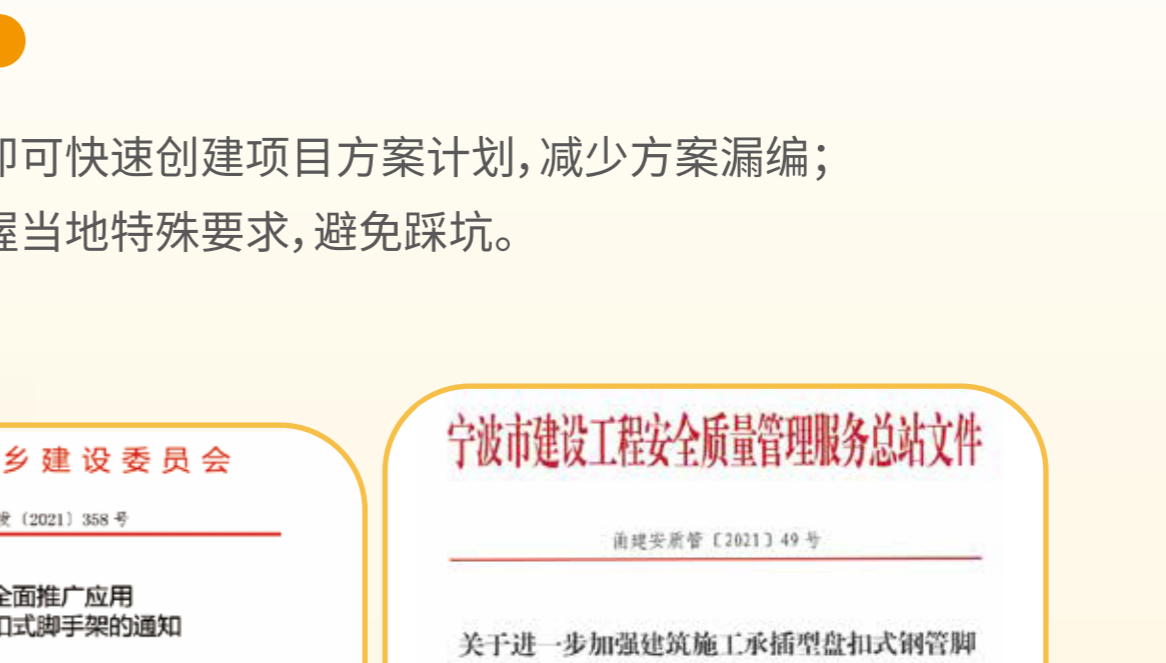 即可快速创建项目方案计划,减少方案漏编;
握当地特殊要求,避免踩坑。
乡建设委员会
发〔2021〕358号
全面推广应用
扣式脚手架的通知
宁波市建设工程安全质量管理服务总站文件
甬建安质管〔2021〕49号
关于进一步加强建筑施工承插型盘扣式钢管脚